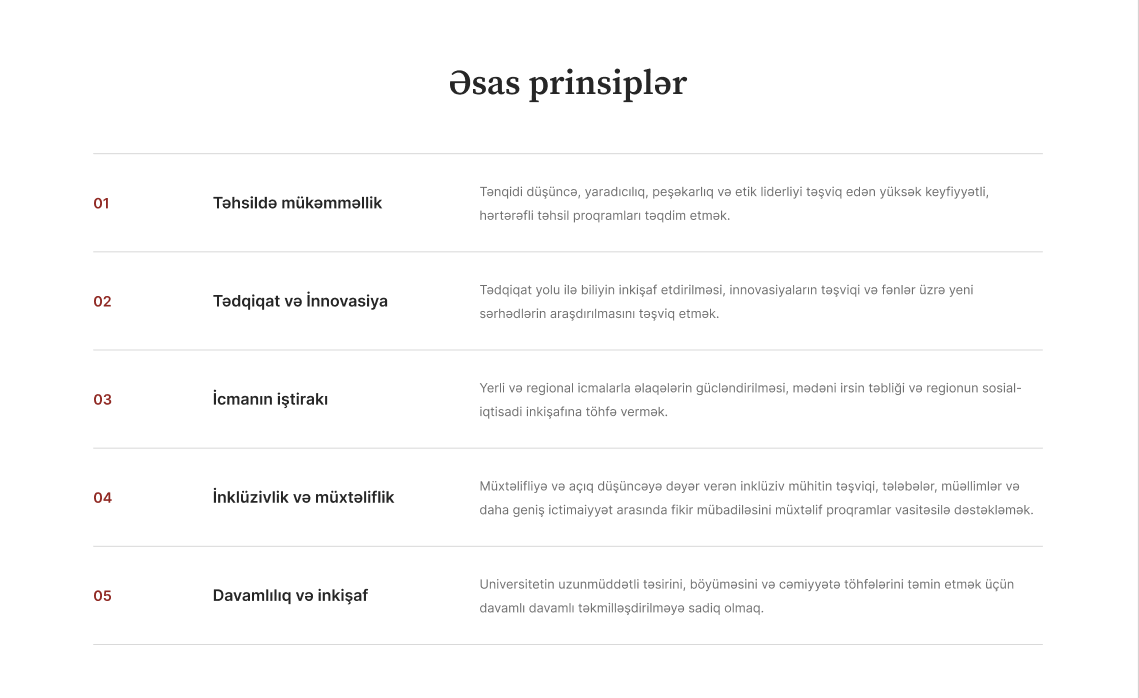 Əsas prinsiplər
01
Təhsildə mükəmməllik
Tənqidi düşüncə, yaradıcılıq, peşəkarlıq və etik liderliyi təşviq edən yüksək keyfiyyətli,
hərtərəfli təhsil proqramları təqdim etmək.
02
Tədqiqat və İnnovasiya
Tədqiqat yolu ilə biliyin inkişaf etdirilməsi, innovasiyaların təşviqi və fənlər üzrə yeni
sərhədlərin araşdırılmasını təşviq etmək.
03
İcmanın iştirakı
Yerli və regional icmalarla əlaqələrin gücləndirilməsi, mədəni irsin təbliği və regionun sosial-
iqtisadi inkişafına töhfə vermək.
04
İnklüzivlik və müxtəliflik
Müxtəlifliyə və açıq düşüncəyə dəyər verən inklüziv mühitin təşviqi, tələbələr, müəllimlər və
daha geniş ictimaiyyət arasında fikir mübadiləsini müxtəlif proqramlar vasitəsilə dəstəkləmək.
05
Davamlılıq və inkişaf
Universitetin uzunmüddətli təsirini, böyüməsini və cəmiyyətə töhfələrini təmin etmək üçün
davamlı davamlı təkmilləşdirilməyə sadiq olmaq.